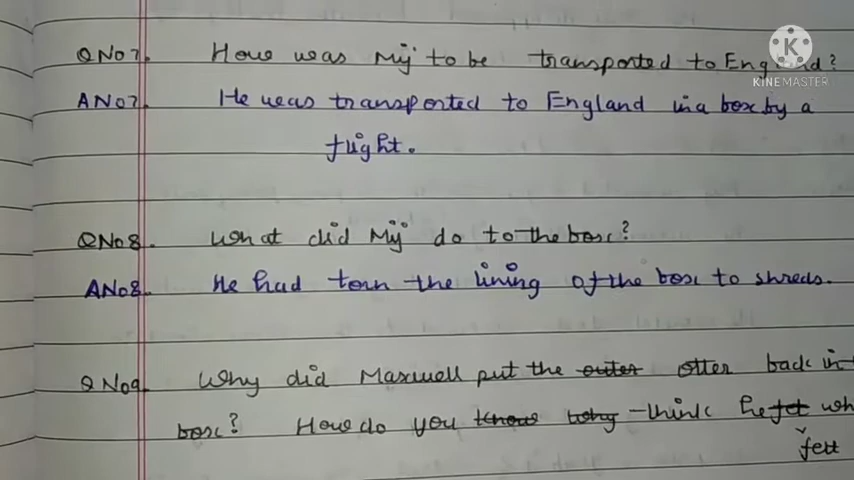 QNo7. How was Mij to be transported to England?
ANo7. He was transported to England in a box by a
flight.
QNo8. What did Mij do to the box?
ANo8. He had torn the lining of the box to shreds.
QNo9. Why did Maxwell put the outer otter back in
box? How do you know why think he fet wh
felt
KINEMASTER